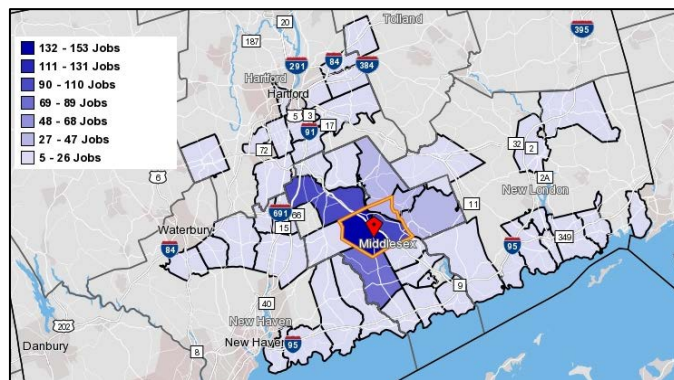 132 - 153 Jobs
111 - 131 Jobs
90 - 110 Jobs
69 - 89 Jobs
48 - 68 Jobs
27 - 47 Jobs
5 - 26 Jobs
20
Tolland
395
187
291
84
384
Hartford
Hartford
5
3
91
17
72
32
2
6
2A
New London
691
66
11
15
Waterbury
84
Middlesex
95
349
9
40
202
New Haven
New Haven
95
Danbury
8